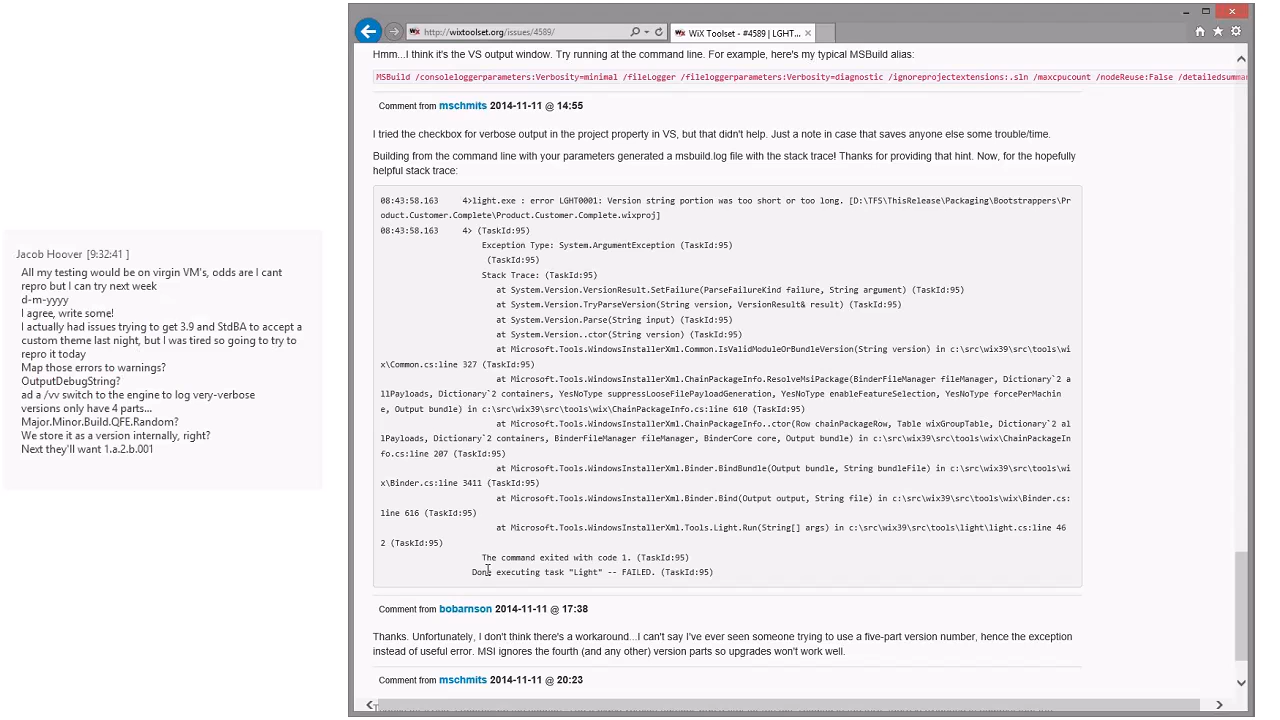 Jacob Hoover [9:32:41 ]
All my testing would be on virgin VM's, odds are I cant
repro but I can try next week
d-m-yyyy
I agree, write some!
I actually had issues trying to get 3.9 and StdBA to accept a
custom theme last night, but I was tired so going to try to
repro it today
Map those errors to warnings?
OutputDebugString?
ad a /vv switch to the engine to log very-verbose
versions only have 4 parts...
Major.Minor.Build.QFE.Random?
We store it as a version internally, right?
Next they'll want 1.a.2.b.001
http://wixtoolset.org/issues/4589/
WiX Toolset - #4589 | LGHT...
Hmm...I think it's the VS output window. Try running at the command line. For example, here's my typical MSBuild alias:
MSBuild /consoleloggerparameters:Verbosity=minimal /fileLogger /fileloggerparameters:Verbosity=diagnostic /ignoreprojectextensions:.sln /maxcpucount /nodeReuse:False /detailedsummar
Comment from mschmits 2014-11-11 @ 14:55
I tried the checkbox for verbose output in the project property in VS, but that didn't help. Just a note in case that saves anyone else some trouble/time.
Building from the command line with your parameters generated a msbuild.log file with the stack trace! Thanks for providing that hint. Now, for the hopefully
helpful stack trace:
08:43:58.163 4>light.exe : error LGHT0001: Version string portion was too short or too long. [D:\TFS\ThisRelease\Packaging\Bootstrappers\Pr
oduct.Customer.Complete\Product.Customer.Complete.wixproj]
08:43:58.163 4> (TaskId:95)
Exception Type: System.ArgumentException (TaskId:95)
(TaskId:95)
Stack Trace: (TaskId:95)
at System.Version.VersionResult.SetFailure(ParseFailureKind failure, String argument) (TaskId:95)
at System.Version.TryParseVersion(String version, VersionResult& result) (TaskId:95)
at System.Version.Parse(String input) (TaskId:95)
at System.Version..ctor(String version) (TaskId:95)
at Microsoft.Tools.WindowsInstallerXml.Common.IsValidModuleOrBundleVersion(String version) in c:\src\wix39\src\tools\wi
x\Common.cs:line 327 (TaskId:95)
at Microsoft.Tools.WindowsInstallerXml.ChainPackageInfo.ResolveMsiPackage(BinderFileManager fileManager, Dictionary`2 a
llPayloads, Dictionary`2 containers, YesNoType suppressLooseFilePayloadGeneration, YesNoType enableFeatureSelection, YesNoType forcePerMachin
e, Output bundle) in c:\src\wix39\src\tools\wix\ChainPackageInfo.cs:line 610 (TaskId:95)
at Microsoft.Tools.WindowsInstallerXml.ChainPackageInfo..ctor(Row chainPackageRow, Table wixGroupTable, Dictionary`2 al
lPayloads, Dictionary`2 containers, BinderFileManager fileManager, BinderCore core, Output bundle) in c:\src\wix39\src\tools\wix\ChainPackageIn
fo.cs:line 207 (TaskId:95)
at Microsoft.Tools.WindowsInstallerXml.Binder.BindBundle(Output bundle, String bundleFile) in c:\src\wix39\src\tools\wi
x\Binder.cs:line 3411 (TaskId:95)
at Microsoft.Tools.WindowsInstallerXml.Binder.Bind(Output output, String file) in c:\src\wix39\src\tools\wix\Binder.cs:
line 616 (TaskId:95)
at Microsoft.Tools.WindowsInstallerXml.Tools.Light.Run(String[] args) in c:\src\wix39\src\tools\light\light.cs:line 46
2 (TaskId:95)
The command exited with code 1. (TaskId:95)
Done executing task "Light" -- FAILED. (TaskId:95)
Comment from bobarnson 2014-11-11 @ 17:38
Thanks. Unfortunately, I don't think there's a workaround...I can't say I've ever seen someone trying to use a five-part version number, hence the exception
instead of useful error. MSI ignores the fourth (and any other) version parts so upgrades won't work well.
Comment from mschmits 2014-11-11 @ 20:23